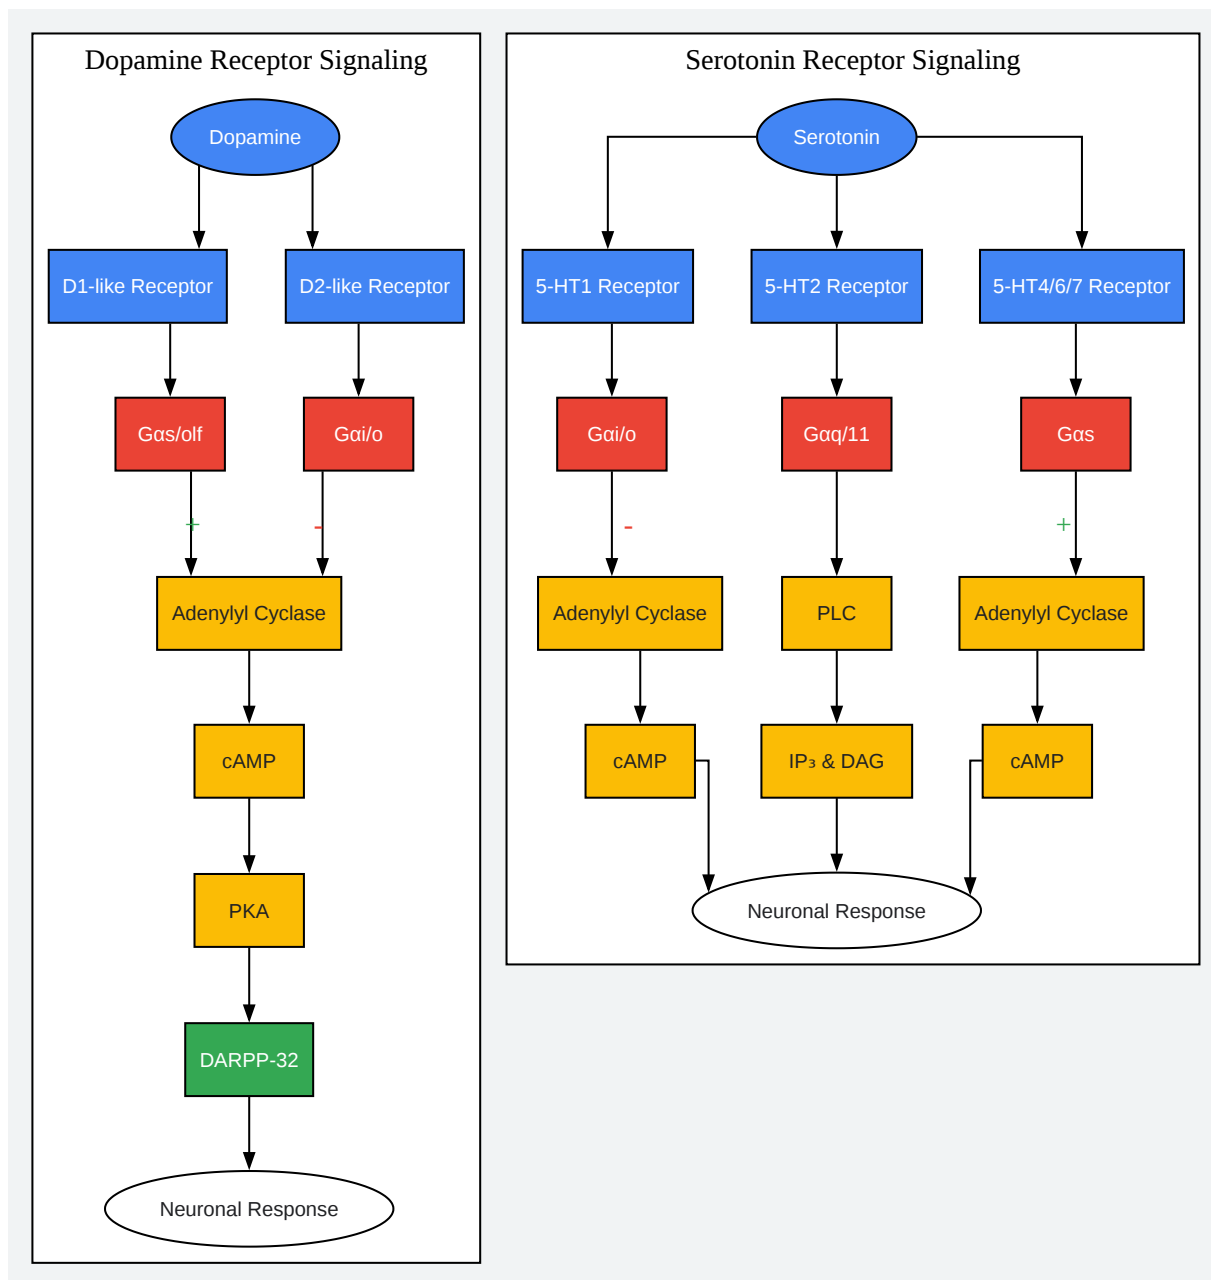 Dopamine Receptor Signaling
Dopamine
D1-like Receptor
D2-like Receptor
Gαs/olf
Gαi/o
+
-
Adenylyl Cyclase
cAMP
PKA
DARPP-32
Neuronal Response
Serotonin Receptor Signaling
Serotonin
5-HT1 Receptor
5-HT2 Receptor
5-HT4/6/7 Receptor
Gαi/o
Gαq/11
Gαs
-
+
Adenylyl Cyclase
PLC
Adenylyl Cyclase
cAMP
IP₃ & DAG
cAMP
Neuronal Response